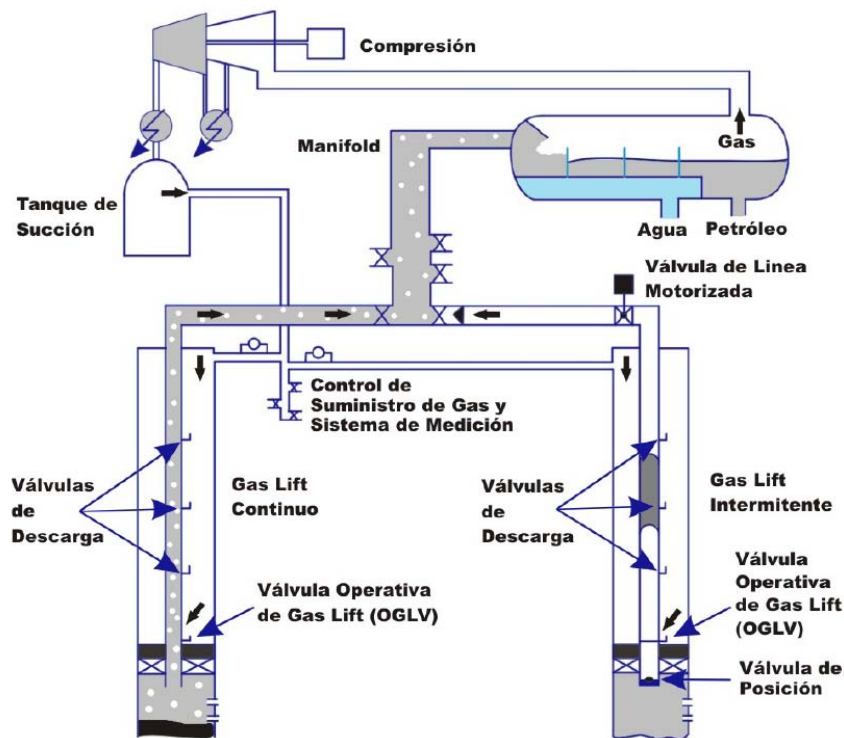 Compresión
Manifold
Gas
Tanque de
Succión
Agua
Petróleo
Válvula de Linea
Motorizada
Control de
Suministro de Gas y
Sistema de Medición
Válvulas
de
Descarga
Gas Lift
Continuo
Válvulas
de
Descarga
Gas Lift
Intermitente
Válvula Operativa
de Gas Lift (OGLV)
Válvula
Operativa
de Gas Lift
(OGLV)
Válvula de
Posición